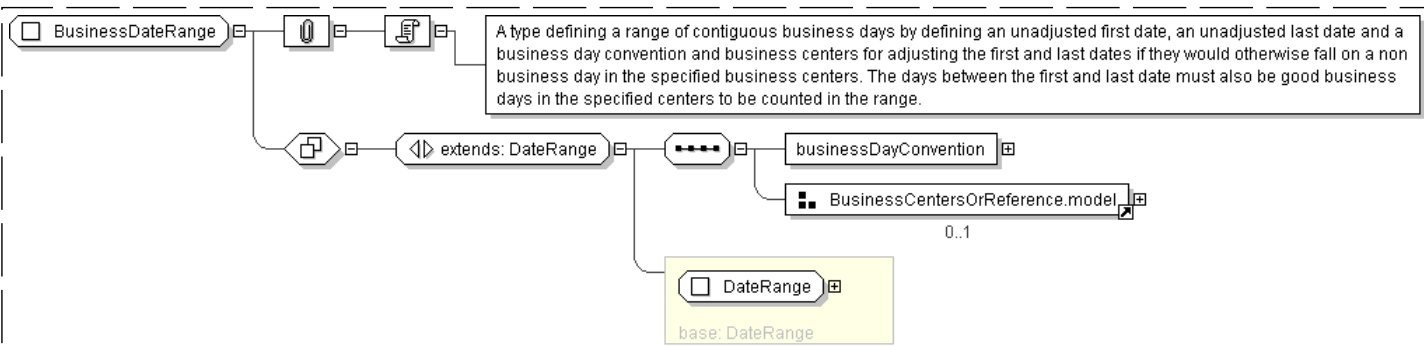 BusinessDateRange
A type defining a range of contiguous business days by defining an unadjusted first date, an unadjusted last date and a
business day convention and business centers for adjusting the first and last dates if they would otherwise fall on a non
business day in the specified business centers. The days between the first and last date must also be good business
days in the specified centers to be counted in the range.
extends: DateRange
businessDayConvention
BusinessCentersOrReference.model
0..1
DateRange
base: DateRange